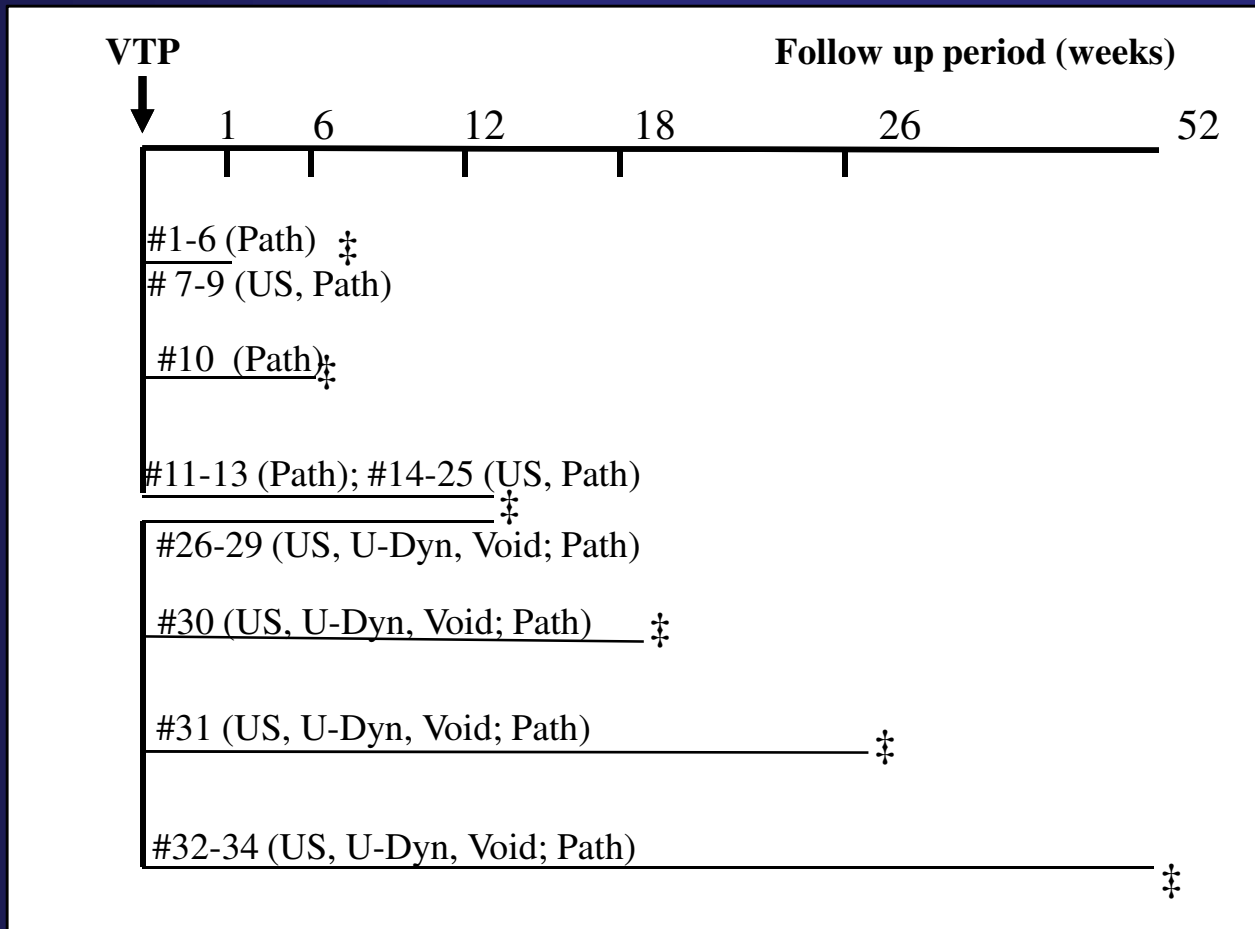 VTP Follow up period (weeks)
1 6 12 18 26 52
#1-6 (Path) ‡
# 7-9 (US, Path)
#10 (Path) ‡
#11-13 (Path); #14-25 (US, Path)
‡
#26-29 (US, U-Dyn, Void; Path)
#30 (US, U-Dyn, Void; Path) ‡
#31 (US, U-Dyn, Void; Path) ‡
#32-34 (US, U-Dyn, Void; Path) ‡